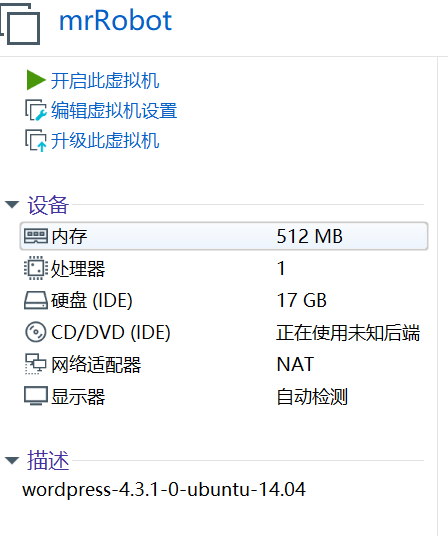 mrRobot
开启此虚拟机
编辑虚拟机设置
升级此虚拟机
设备
内存 512 MB
处理器 1
硬盘 (IDE) 17 GB
CD/DVD (IDE) 正在使用未知后端
网络适配器 NAT
显示器 自动检测
描述
wordpress-4.3.1-0-ubuntu-14.04